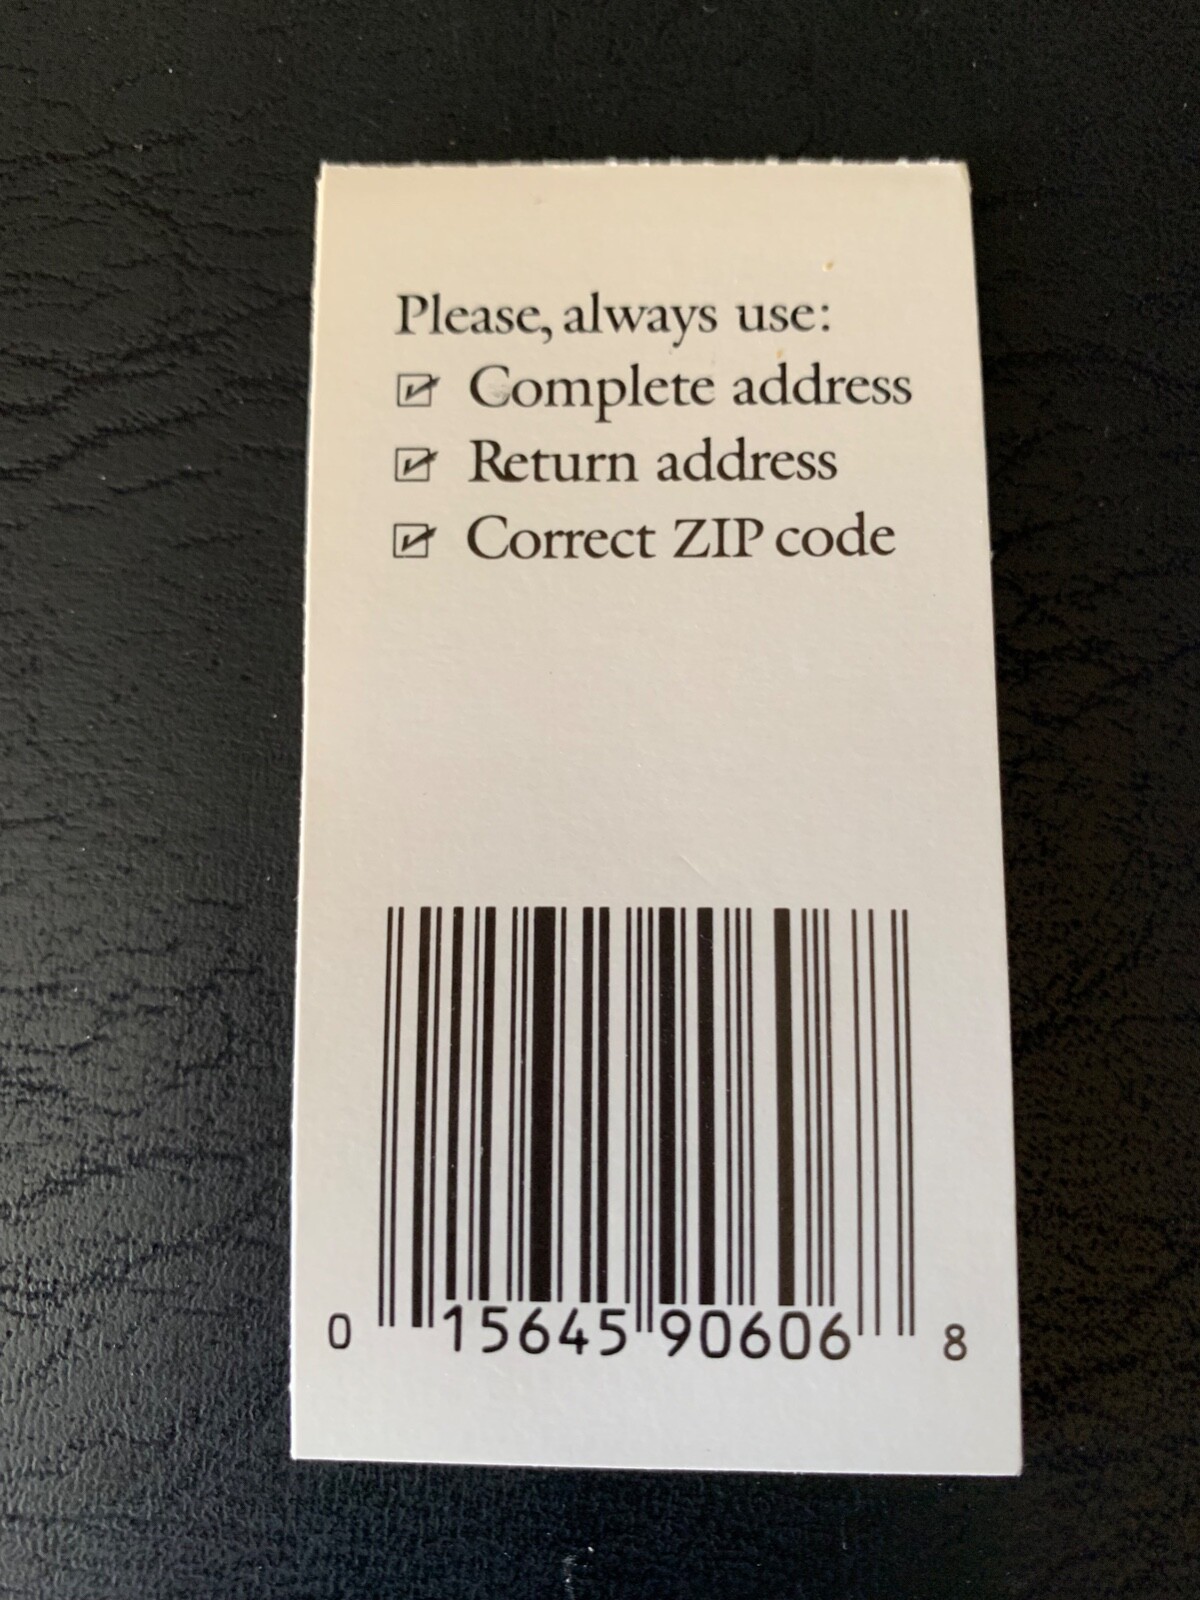 Please, always use:
☑ Complete address
☑ Return address
☑ Correct ZIP code
0 15645 90606 8